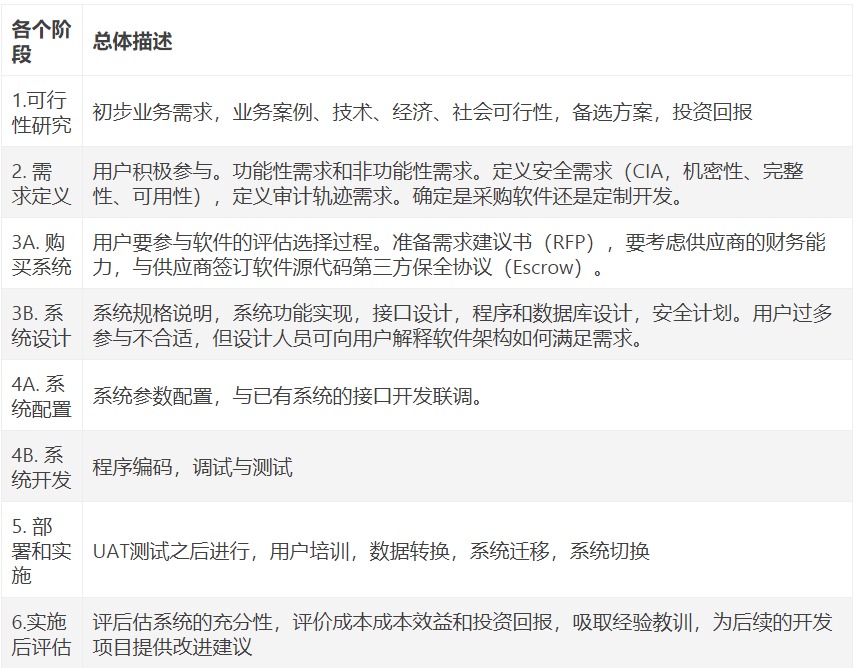 各个阶
段
总体描述
1.可行
性研究
初步业务需求，业务案例、技术、经济、社会可行性，备选方案，投资回报
2. 需
求定义
用户积极参与。功能性需求和非功能性需求。定义安全需求（CIA，机密性、完整
性、可用性），定义审计轨迹需求。确定是采购软件还是定制开发。
3A. 购
买系统
用户要参与软件的评估选择过程。准备需求建议书（RFP），要考虑供应商的财务能
力，与供应商签订软件源代码第三方保全协议（Escrow）。
3B. 系
统设计
系统规格说明，系统功能实现，接口设计，程序和数据库设计，安全计划。用户过多
参与不合适，但设计人员可向用户解释软件架构如何满足需求。
4A. 系
统配置
系统参数配置，与已有系统的接口开发联调。
4B. 系
统开发
程序编码，调试与测试
5. 部
署和实
施
UAT测试之后进行，用户培训，数据转换，系统迁移，系统切换
6.实施
后评估
评后估系统的充分性，评价成本成本效益和投资回报，吸取经验教训，为后续的开发
项目提供改进建议